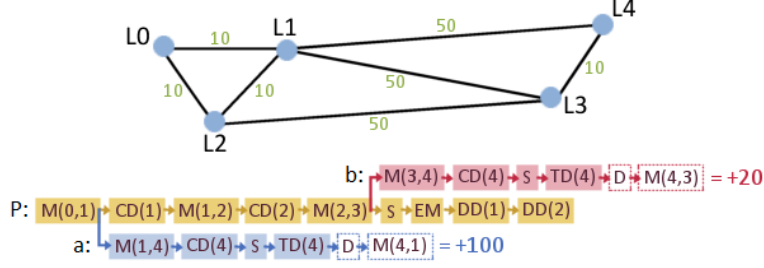 L4
50
L0
10
L1
10
10
50
10
L3
50
L2
b: M(3,4) CD(4) S TD(4) D M(4,3) = +20
P: M(0,1) CD(1) M(1,2) CD(2) M(2,3) S EM DD(1) DD(2)
a: M(1,4) CD(4) S TD(4) D M(4,1) = +100